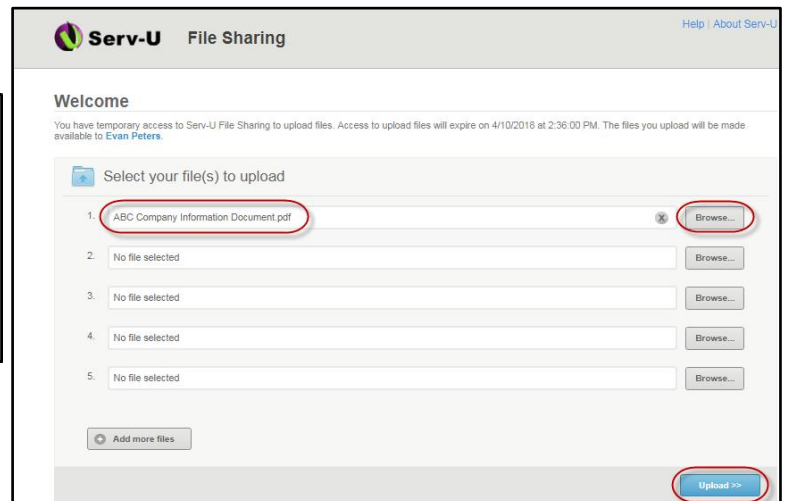 Serv-U File Sharing
Help | About Serv-U
Welcome
You have temporary access to Serv-U File Sharing to upload files. Access to upload files will expire on 4/10/2018 at 2:36:00 PM. The files you upload will be made
available to Evan Peters.
Select your file(s) to upload
1. ABC Company Information Document.pdf X Browse...
2. No file selected Browse...
3. No file selected Browse...
4. No file selected Browse...
5. No file selected Browse...
Add more files
Upload >>